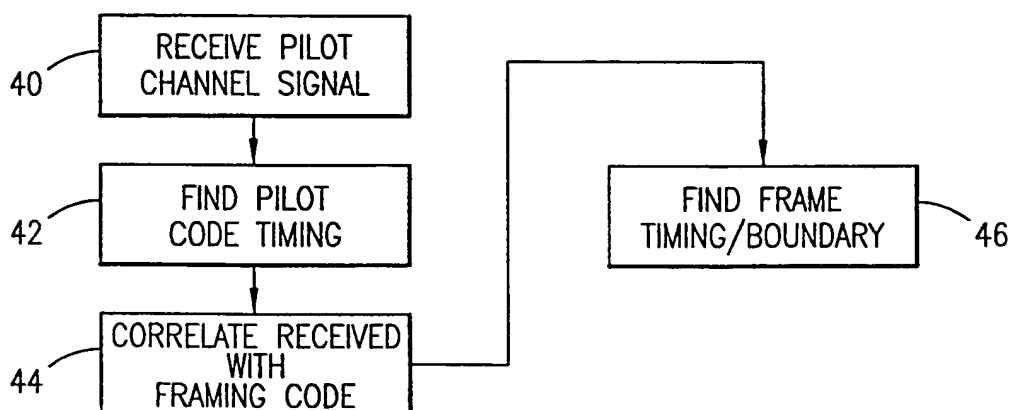 40
RECEIVE PILOT
CHANNEL SIGNAL
42
FIND PILOT
CODE TIMING
44
CORRELATE RECEIVED
WITH
FRAMING CODE
FIND FRAME
TIMING/BOUNDARY
46